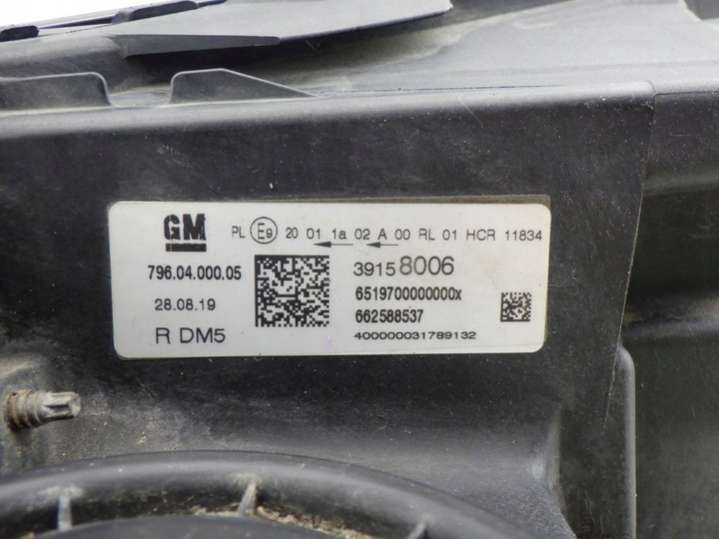 GM
PL E9 20 01 1a 02 A 00 RL 01 HCR 11834
796.04.000.05
39158006
28.08.19
6519700000000x
662588537
R DM5
400000031789132